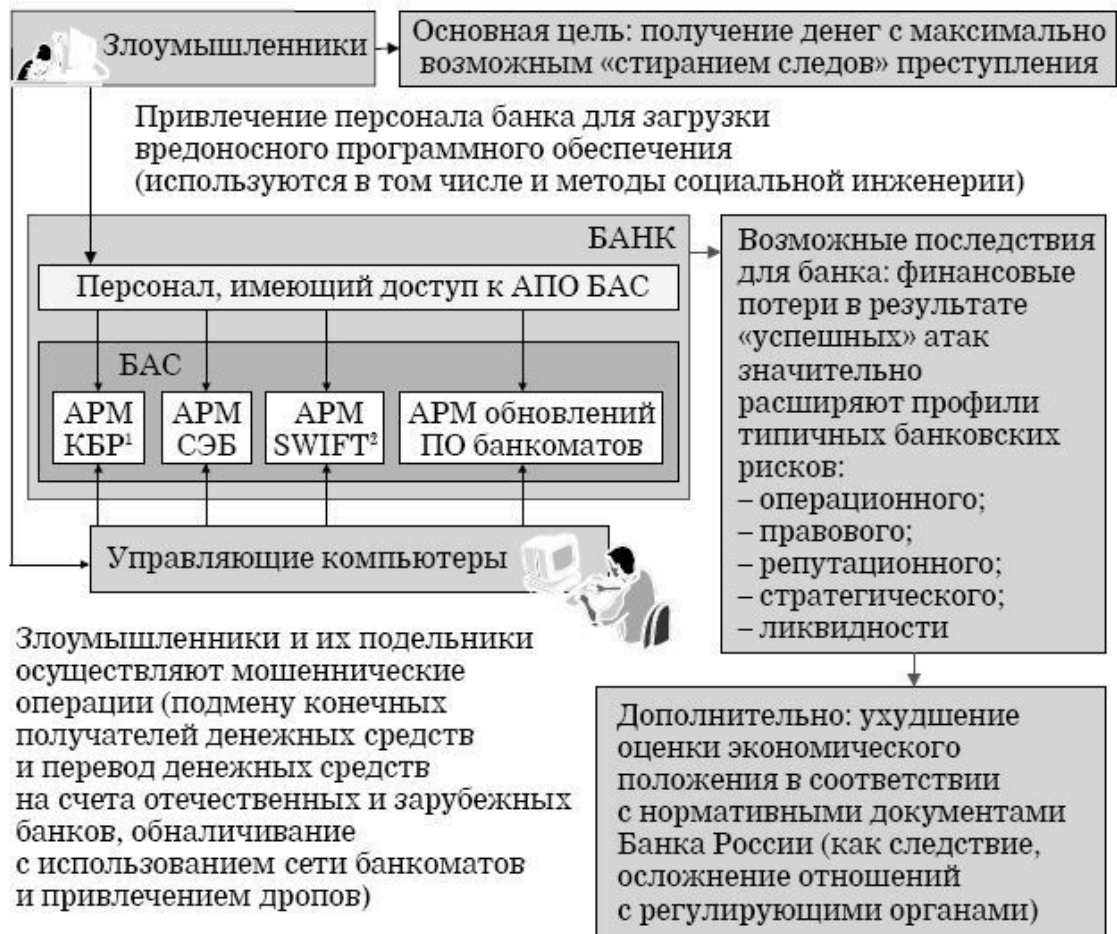 Злоумышленники
Основная цель: получение денег с максимально
возможным «стиранием следов» преступления
Привлечение персонала банка для загрузки
вредоносного программного обеспечения
(используются в том числе и методы социальной инженерии)
БАНК
Персонал, имеющий доступ к АПО БАС
БАС
АРМ
КБР¹
АРМ
СЭБ
АРМ
SWIFT²
АРМ обновлений
ПО банкоматов
Управляющие компьютеры
Возможные последствия
для банка: финансовые
потери в результате
«успешных» атак
значительно
расширяют профили
типичных банковских
рисков:
– операционного;
– правового;
– репутационного;
– стратегического;
– ликвидности
Злоумышленники и их подельники
осуществляют мошеннические
операции (подмену конечных
получателей денежных средств
и перевод денежных средств
на счета отечественных и зарубежных
банков, обналичивание
с использованием сети банкоматов
и привлечением дропов)
Дополнительно: ухудшение
оценки экономического
положения в соответствии
с нормативными документами
Банка России (как следствие,
осложнение отношений
с регулирующими органами)